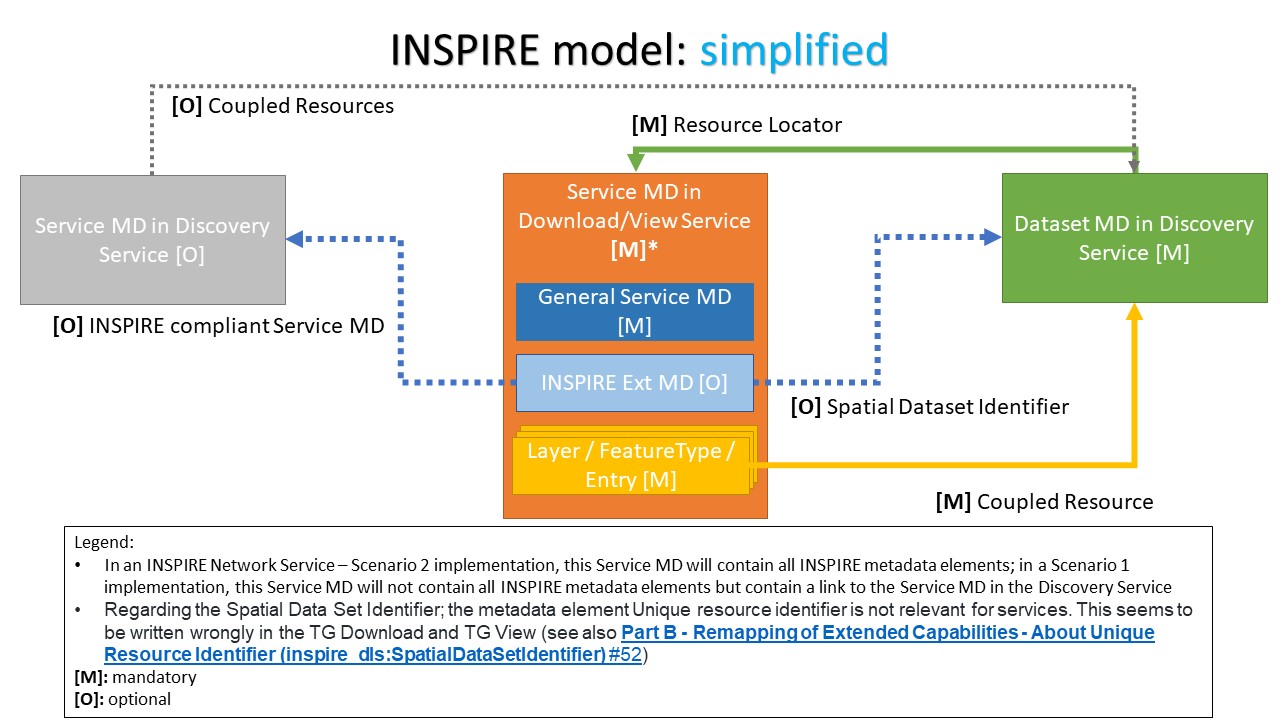 INSPIRE model: simplified
[O] Coupled Resources
[M] Resource Locator
Service MD in Discovery
Service [O]
Service MD in
Download/View Service
[M]*
Dataset MD in Discovery
Service [M]
General Service MD
[M]
[O] INSPIRE compliant Service MD
INSPIRE Ext MD [O]
[O] Spatial Dataset Identifier
Layer / FeatureType /
Entry [M]
[M] Coupled Resource
Legend:
• In an INSPIRE Network Service – Scenario 2 implementation, this Service MD will contain all INSPIRE metadata elements; in a Scenario 1
implementation, this Service MD will not contain all INSPIRE metadata elements but contain a link to the Service MD in the Discovery Service
• Regarding the Spatial Data Set Identifier; the metadata element Unique resource identifier is not relevant for services. This seems to
be written wrongly in the TG Download and TG View (see also Part B - Remapping of Extended Capabilities - About Unique
Resource Identifier (inspire_dls:SpatialDataSetIdentifier) #52)
[M]: mandatory
[O]: optional